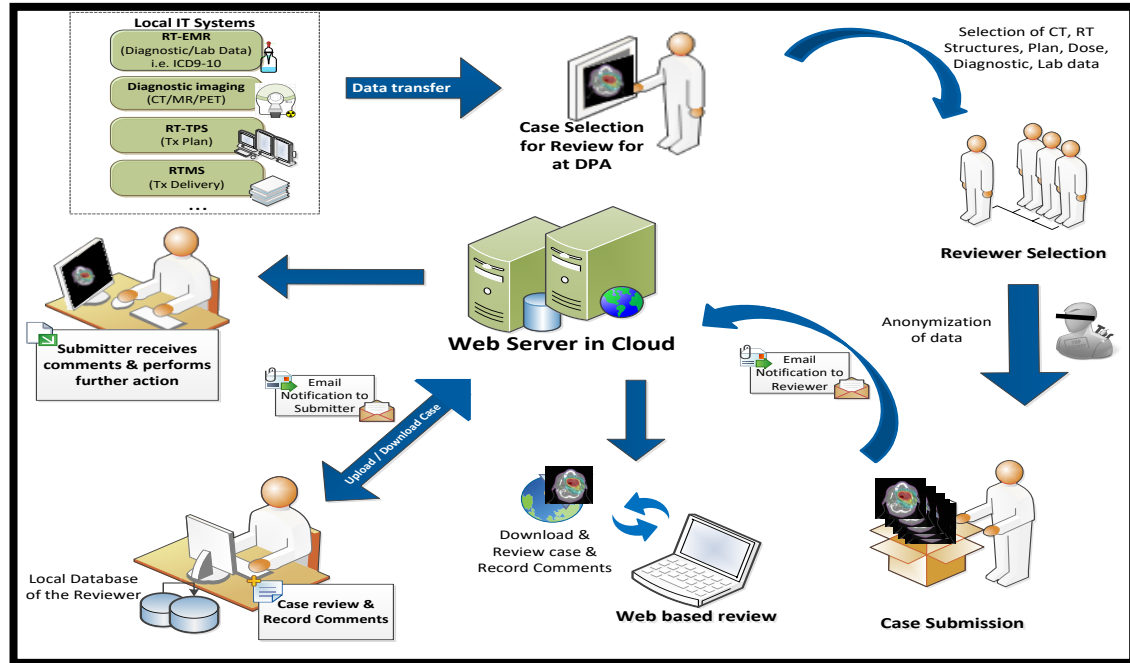 Local IT Systems
RT-EMR
(Diagnostic/Lab Data)
i.e. ICD9-10
Diagnostic imaging
(CT/MR/PET)
RT-TPS
(Tx Plan)
RTMS
(Tx Delivery)
...
Data transfer
Case Selection
for Review for
at DPA
Selection of CT, RT
Structures, Plan, Dose,
Diagnostic, Lab data
Reviewer Selection
Anonymization
of data
Web Server in Cloud
Submitter receives
comments & performs
further action
Email
Notification to
Submitter
Email
Notification to
Reviewer
Upload / Download Case
Download &
Review case &
Record Comments
Web based review
Case Submission
Local Database
of the Reviewer
Case review &
Record Comments